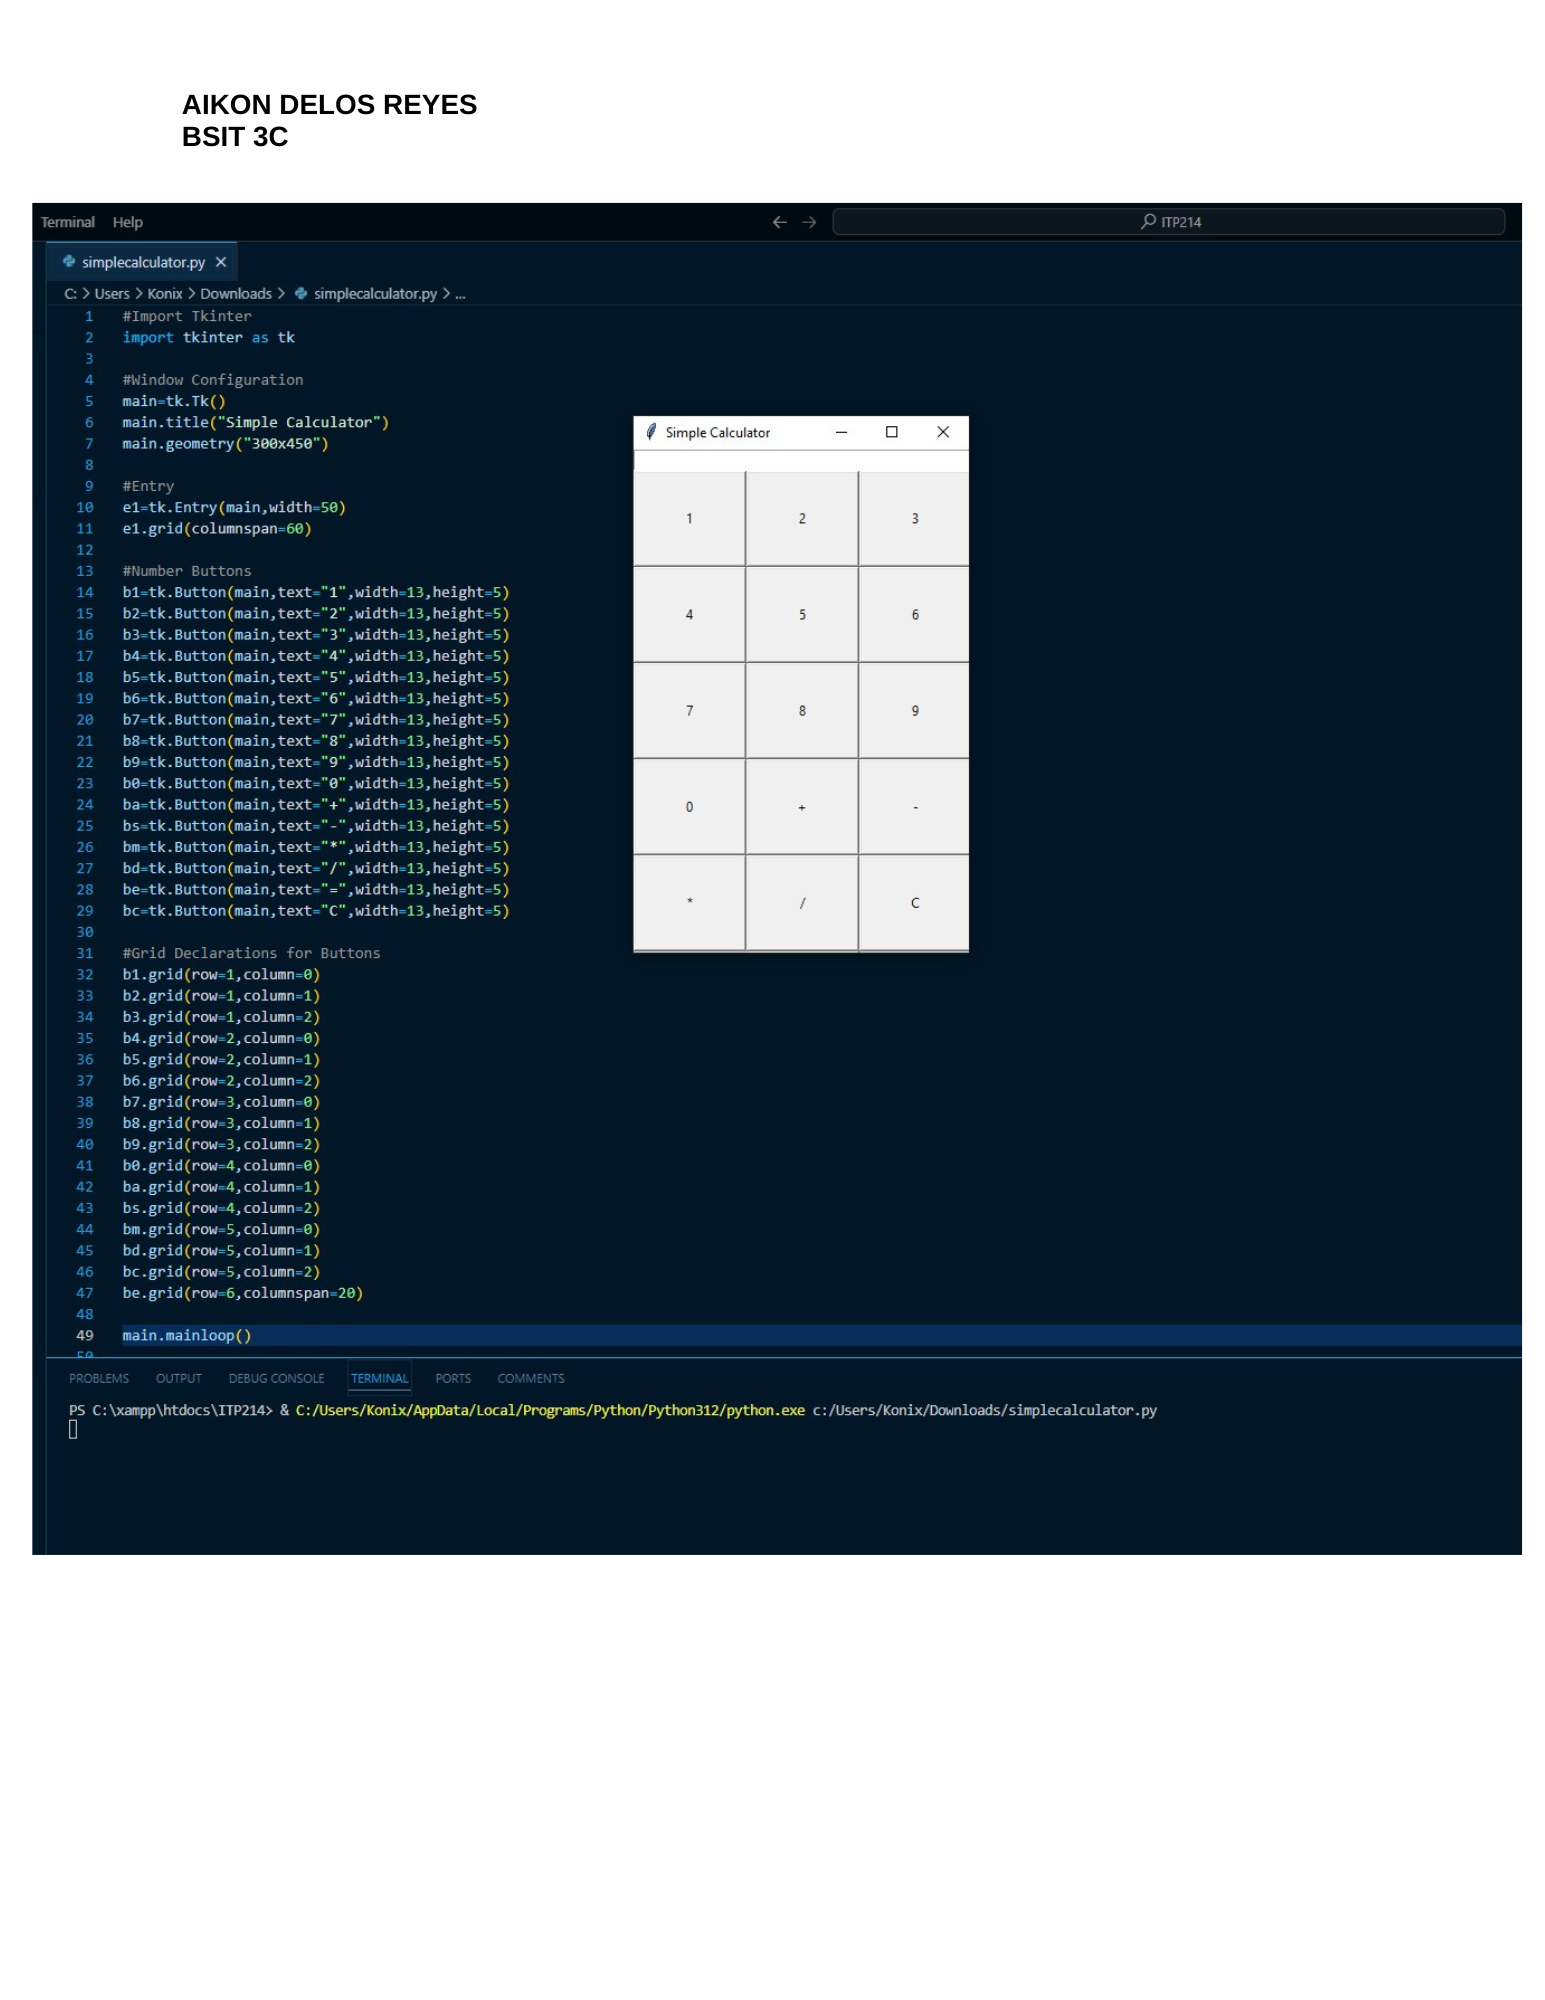 AIKON DELOS REYES
BSIT 3C
Terminal Help ITP214
simplecalculator.py
C: > Users > Konix > Downloads > simplecalculator.py > ...
1 #Import Tkinter
2 import tkinter as tk
3
4 #Window Configuration
5 main=tk.Tk()
6 main.title("Simple Calculator")
7 main.geometry("300x450")
8
9 #Entry
10 e1=tk.Entry(main,width=50)
11 e1.grid(columnspan=60)
12
13 #Number Buttons
14 b1=tk.Button(main,text="1",width=13,height=5)
15 b2=tk.Button(main,text="2",width=13,height=5)
16 b3=tk.Button(main,text="3",width=13,height=5)
17 b4=tk.Button(main,text="4",width=13,height=5)
18 b5=tk.Button(main,text="5",width=13,height=5)
19 b6=tk.Button(main,text="6",width=13,height=5)
20 b7=tk.Button(main,text="7",width=13,height=5)
21 b8=tk.Button(main,text="8",width=13,height=5)
22 b9=tk.Button(main,text="9",width=13,height=5)
23 b0=tk.Button(main,text="0",width=13,height=5)
24 ba=tk.Button(main,text="+",width=13,height=5)
25 bs=tk.Button(main,text="-",width=13,height=5)
26 bm=tk.Button(main,text="*",width=13,height=5)
27 bd=tk.Button(main,text="/",width=13,height=5)
28 be=tk.Button(main,text="=",width=13,height=5)
29 bc=tk.Button(main,text="C",width=13,height=5)
30
31 #Grid Declarations for Buttons
32 b1.grid(row=1,column=0)
33 b2.grid(row=1,column=1)
34 b3.grid(row=1,column=2)
35 b4.grid(row=2,column=0)
36 b5.grid(row=2,column=1)
37 b6.grid(row=2,column=2)
38 b7.grid(row=3,column=0)
39 b8.grid(row=3,column=1)
40 b9.grid(row=3,column=2)
41 b0.grid(row=4,column=0)
42 ba.grid(row=4,column=1)
43 bs.grid(row=4,column=2)
44 bm.grid(row=5,column=0)
45 bd.grid(row=5,column=1)
46 bc.grid(row=5,column=2)
47 be.grid(row=6,columnspan=20)
48
49 main.mainloop()
50
Simple Calculator
1 2 3
4 5 6
7 8 9
0 + -
* / C
PROBLEMS OUTPUT DEBUG CONSOLE TERMINAL PORTS COMMENTS
PS C:\xampp\htdocs\ITP214> & C:/Users/Konix/AppData/Local/Programs/Python/Python312/python.exe c:/Users/Konix/Downloads/simplecalculator.py